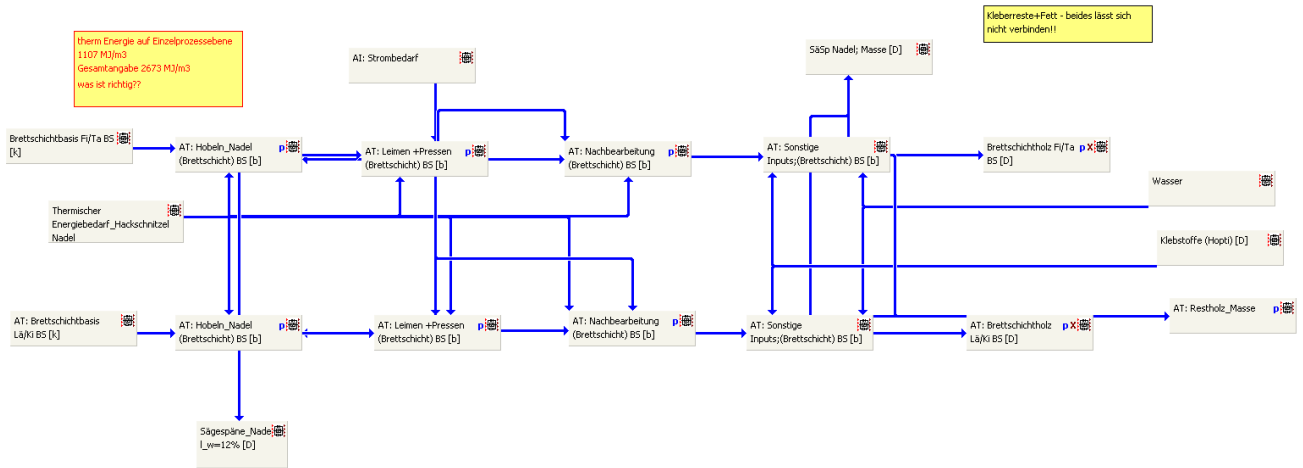 therm Energie auf Einzelprozessebene
1107 MJ/m3
Gesamtangabe 2673 MJ/m3
was ist richtig??
Kleberreste+Fett - beides lässt sich
nicht verbinden!!
AI: Strombedarf
SäSp Nadel; Masse [D]
Brettschichtbasis Fi/Ta BS
[k]
AT: Hobeln_Nadel
(Brettschicht) BS [b]
p
AT: Leimen +Pressen
(Brettschicht) BS [b]
p
AT: Nachbearbeitung
(Brettschicht) BS [b]
p
AT: Sonstige
Inputs;(Brettschicht) BS [b]
p
Brettschichtholz Fi/Ta
BS [D]
p X
Wasser
Thermischer
Energiebedarf_Hackschnitzel
Nadel
Klebstoffe (Hopti) [D]
AT: Brettschichtbasis
Lä/Ki BS [k]
AT: Hobeln_Nadel
(Brettschicht) BS [b]
p
AT: Leimen +Pressen
(Brettschicht) BS [b]
p
AT: Nachbearbeitung
(Brettschicht) BS [b]
p
AT: Sonstige
Inputs;(Brettschicht) BS [b]
p
AT: Brettschichtholz
Lä/Ki BS [D]
p X
AT: Restholz_Masse
p
Sägespäne_Nade
l_w=12% [D]